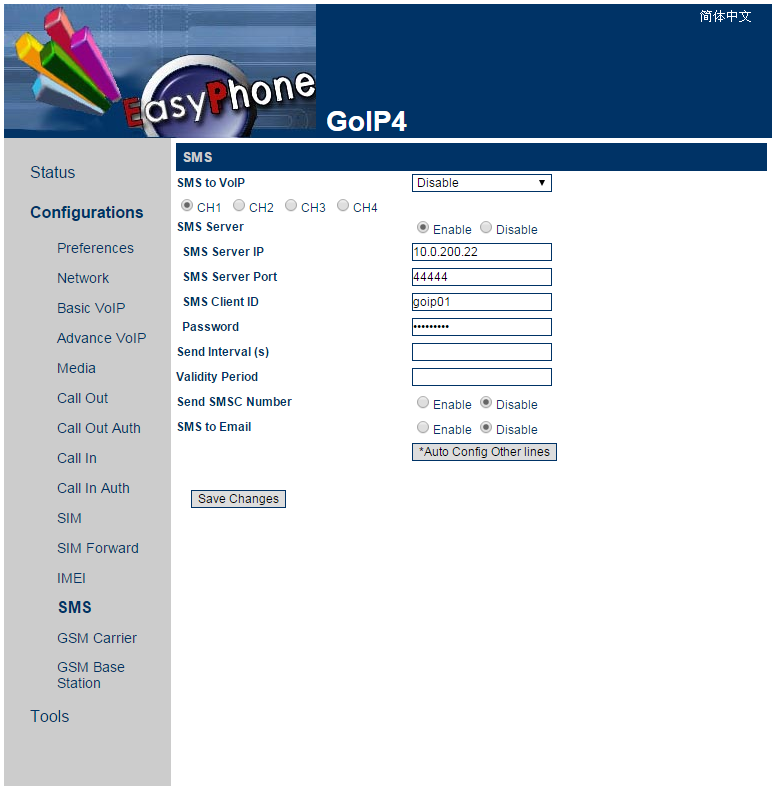 简体中文
EasyPhone
GoIP4
Status
Configurations
Preferences
Network
Basic VoIP
Advance VoIP
Media
Call Out
Call Out Auth
Call In
Call In Auth
SIM
SIM Forward
IMEI
SMS
GSM Carrier
GSM Base
Station
Tools
SMS
SMS to VoIP Disable
CH1 CH2 CH3 CH4
SMS Server Enable Disable
SMS Server IP 10.0.200.22
SMS Server Port 44444
SMS Client ID goip01
Password •••••••••
Send Interval (s)
Validity Period
Send SMSC Number Enable Disable
SMS to Email Enable Disable
*Auto Config Other lines
Save Changes